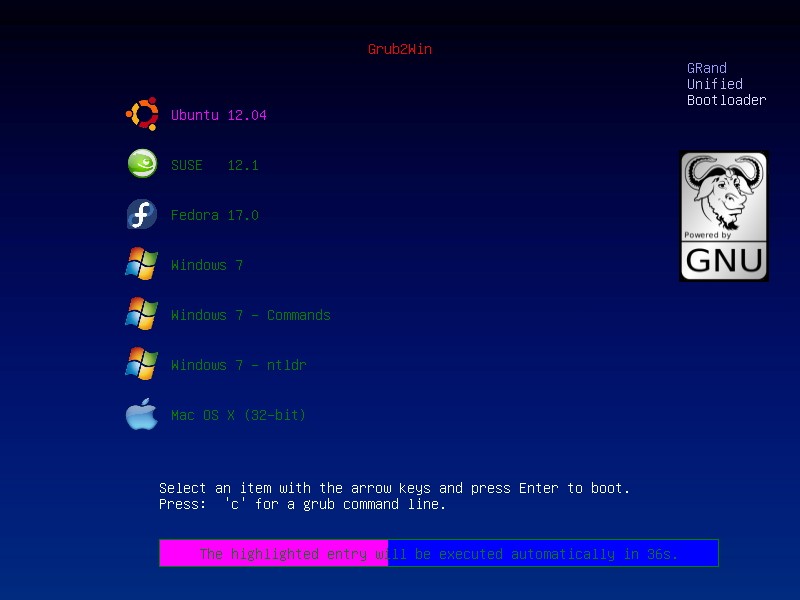 Grub2Win
GRand
Unified
Bootloader
Ubuntu 12.04
SUSE   12.1
Fedora 17.0
Windows 7
Windows 7 - Commands
Windows 7 - ntldr
Mac OS X (32-bit)
Powered by
GNU
Select an item with the arrow keys and press Enter to boot.
Press:  'c' for a grub command line.
The highlighted entry will be executed automatically in 36s.